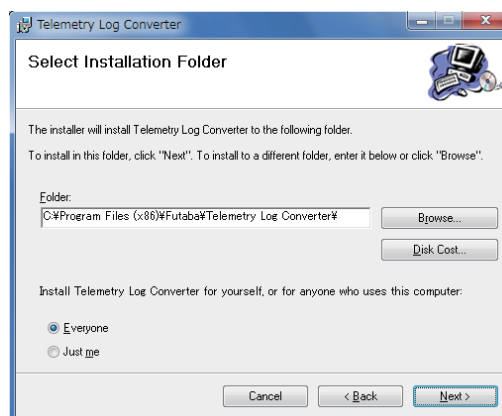 Telemetry Log Converter
Select Installation Folder
The installer will install Telemetry Log Converter to the following folder.
To install in this folder, click "Next". To install to a different folder, enter it below or click "Browse".
Folder:
C:¥Program Files (x86)¥Futaba¥Telemetry Log Converter¥
Browse...
Disk Cost...
Install Telemetry Log Converter for yourself, or for anyone who uses this computer:
Everyone
Just me
Cancel
< Back
Next >